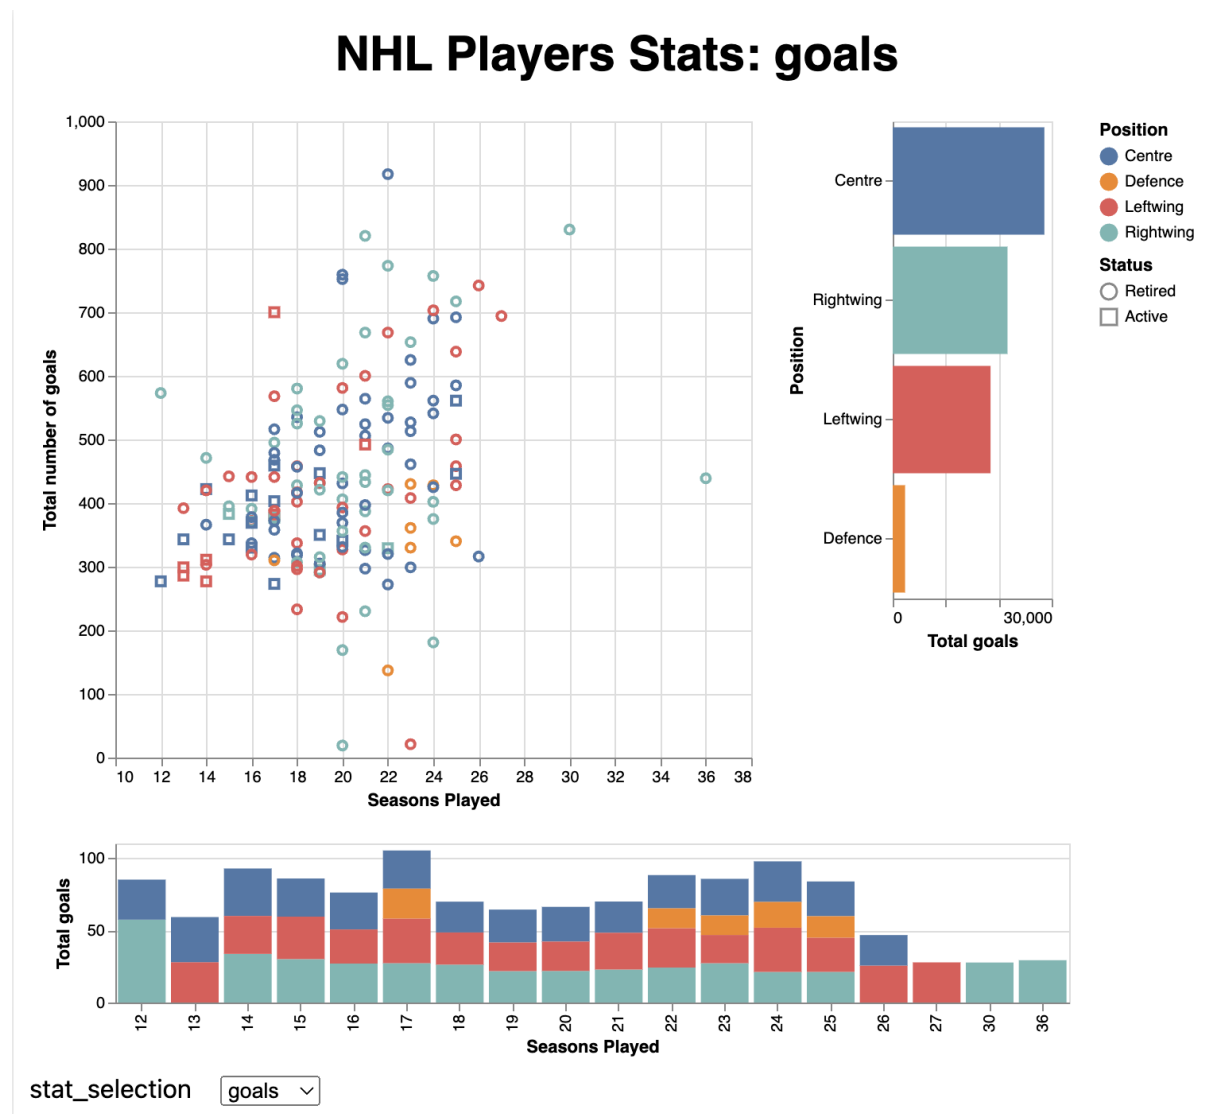 NHL Players Stats: goals
1,000
900
800
700
600
500
400
300
200
100
0
Total number of goals
10 12 14 16 18 20 22 24 26 28 30 32 34 36 38
Seasons Played
Centre
Rightwing
Leftwing
Defence
Position
0 30,000
Total goals
Position
Centre
Defence
Leftwing
Rightwing
Status
Retired
Active
100
50
0
Total goals
12 13 14 15 16 17 18 19 20 21 22 23 24 25 26 27 30 36
Seasons Played
stat_selection goals